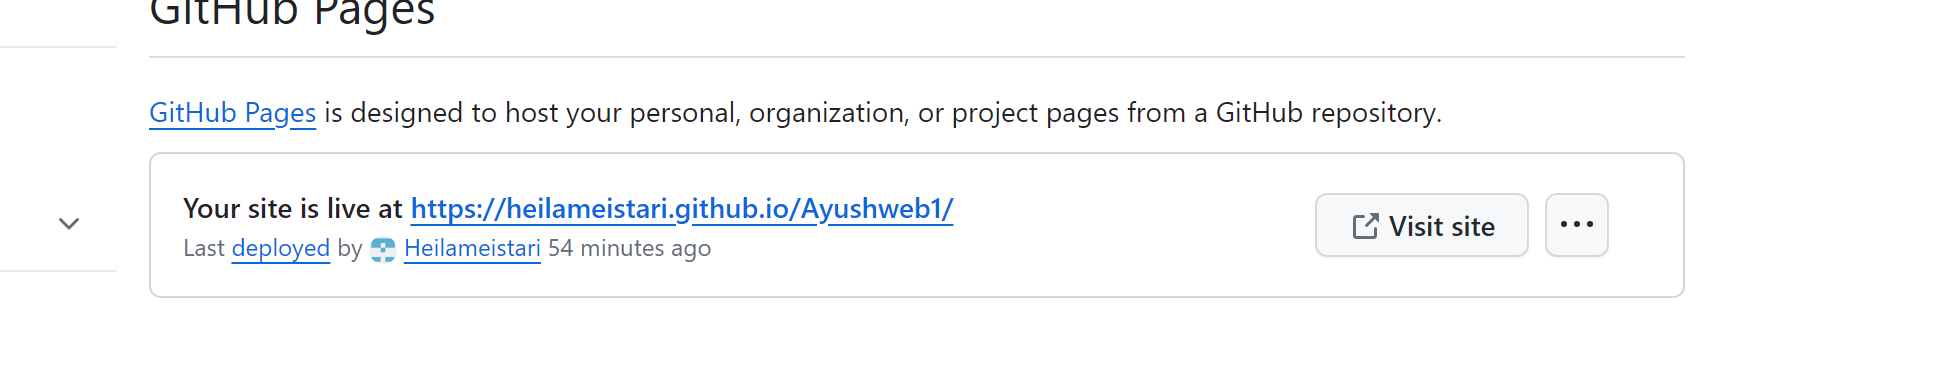 GitHub Pages
GitHub Pages is designed to host your personal, organization, or project pages from a GitHub repository.
Your site is live at https://heilameistari.github.io/Ayushweb1/
Last deployed by Heilameistari 54 minutes ago
Visit site